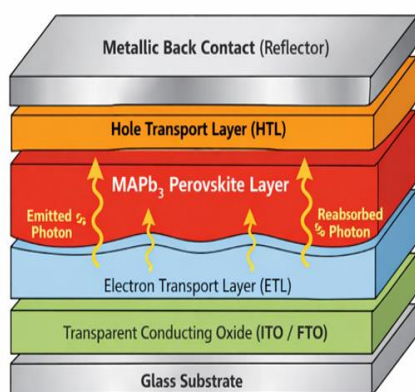 Metallic Back Contact (Reflector)
Hole Transport Layer (HTL)
MAPb₃ Perovskite Layer
Emitted
Photon
Reabsorbed
Photon
Electron Transport Layer (ETL)
Transparent Conducting Oxide (ITO / FTO)
Glass Substrate